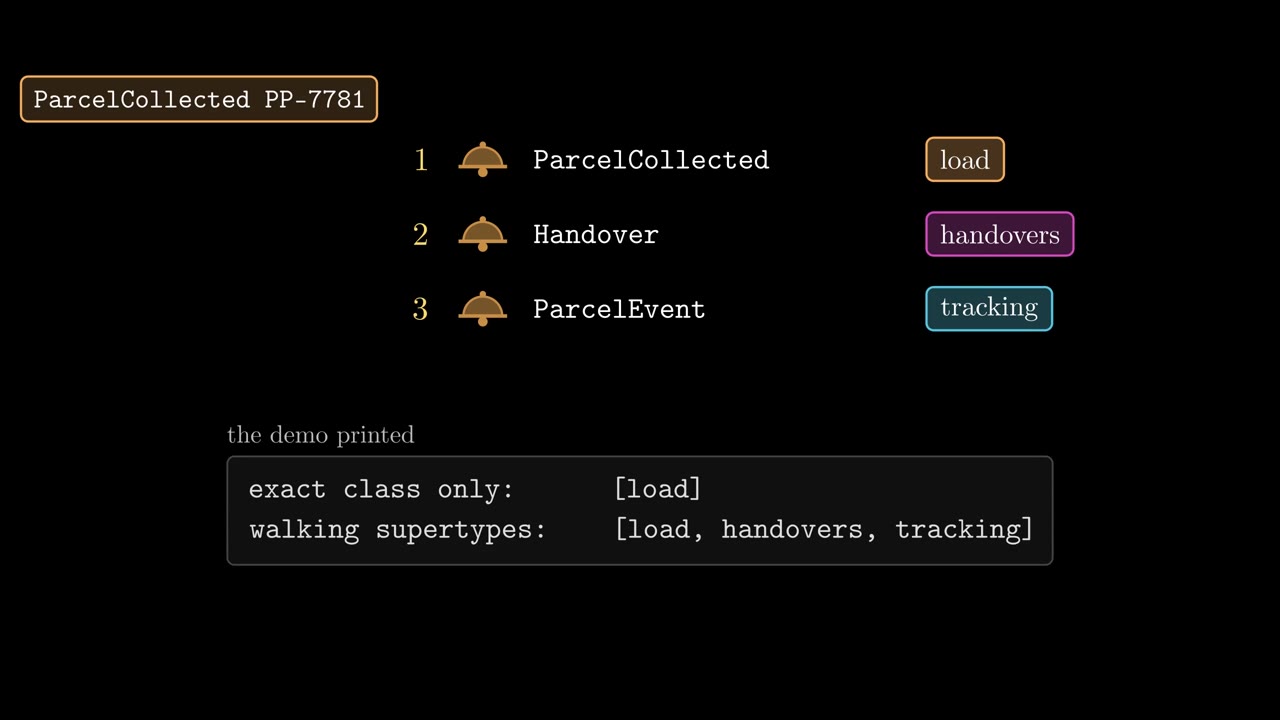 ParcelCollected PP-7781
1 ParcelCollected load
2 Handover handovers
3 ParcelEvent tracking
the demo printed
exact class only: [load]
walking supertypes: [load, handovers, tracking]